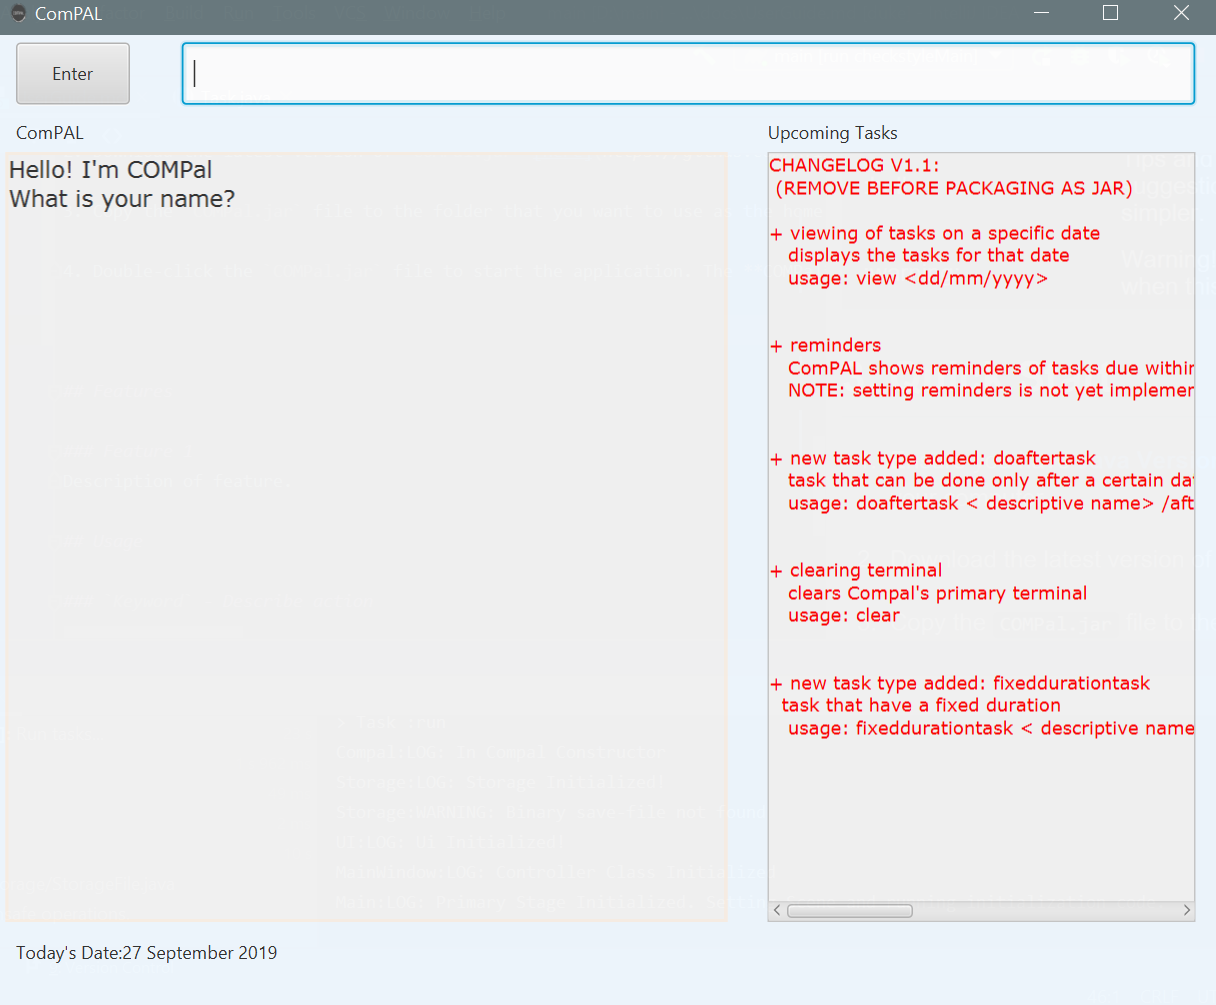 ComPAL
Enter
ComPAL
Upcoming Tasks
Hello! I'm COMPal
What is your name?
CHANGELOG V1.1:
(REMOVE BEFORE PACKAGING AS JAR)
+ viewing of tasks on a specific date
displays the tasks for that date
usage: view <dd/mm/yyyy>
+ reminders
ComPAL shows reminders of tasks due within
NOTE: setting reminders is not yet implemen
+ new task type added: doaftertask
task that can be done only after a certain dat
usage: doaftertask < descriptive name> /aft
+ clearing terminal
clears Compal's primary terminal
usage: clear
+ new task type added: fixeddurationtask
task that have a fixed duration
usage: fixeddurationtask < descriptive name
Today's Date:27 September 2019